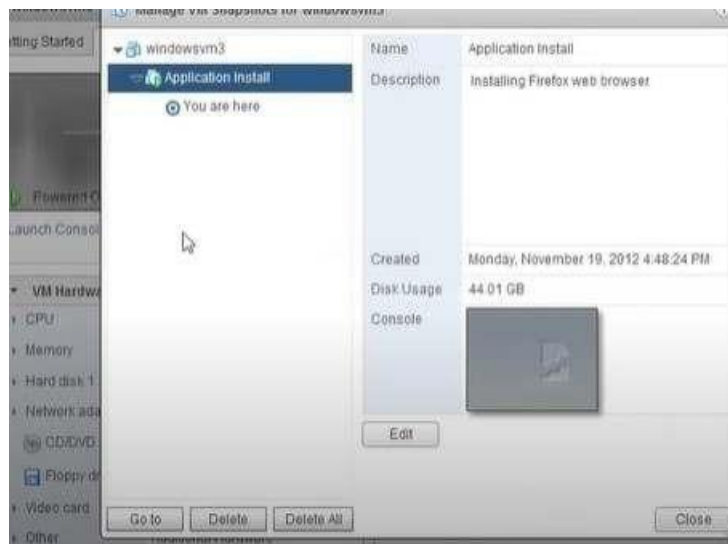 Manage VM Snapshots for windowsvm3
tting Started
windowsvm3
Application Install
You are here
Name Application Install
Description Installing Firefox web browser
Created Monday, November 19, 2012 4:48:24 PM
Disk Usage 44.01 GB
Console
Edit
Powered O
Launch Consol
VM Hardwa
CPU
Memory
Hard disk 1
Network ada
CD/DVD
Floppy dr
Video card
Other
Go to Delete Delete All Close